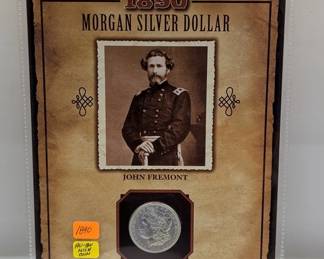 1890
MORGAN SILVER DOLLAR
JOHN FREMONT
1890